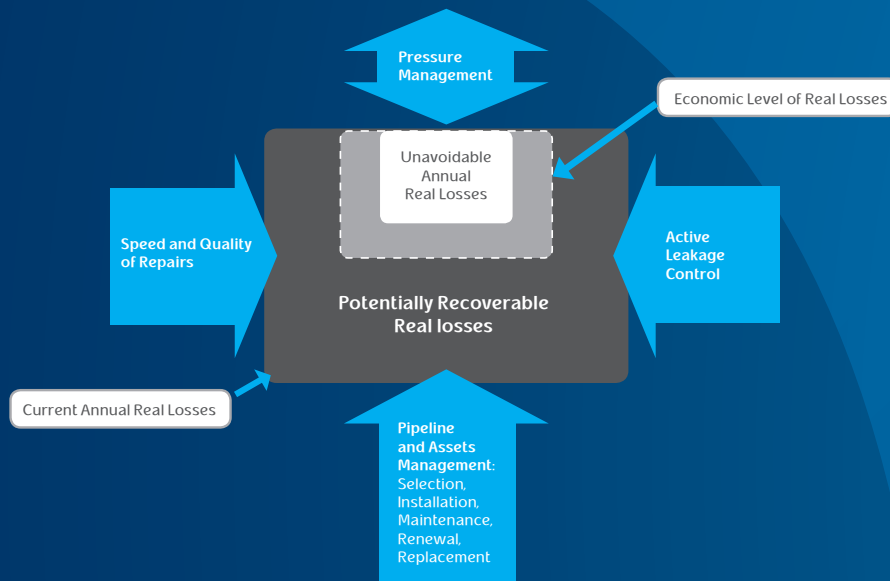 Pressure
Management
Economic Level of Real Losses
Unavoidable
Annual
Real Losses
Speed and Quality
of Repairs
Active
Leakage
Control
Potentially Recoverable
Real losses
Current Annual Real Losses
Pipeline
and Assets
Management:
Selection,
Installation,
Maintenance,
Renewal,
Replacement